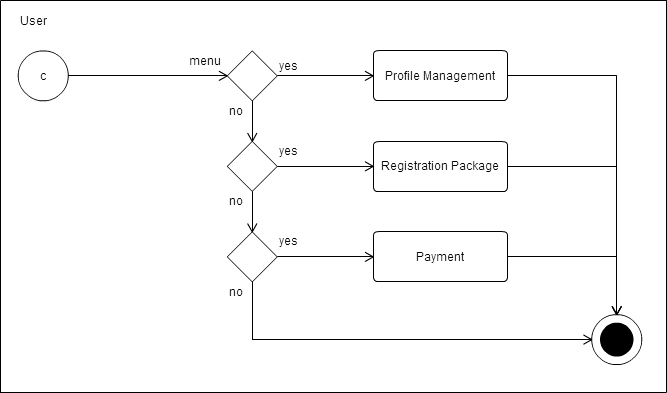 User
c
menu
yes
Profile Management
no
yes
Registration Package
no
yes
Payment
no